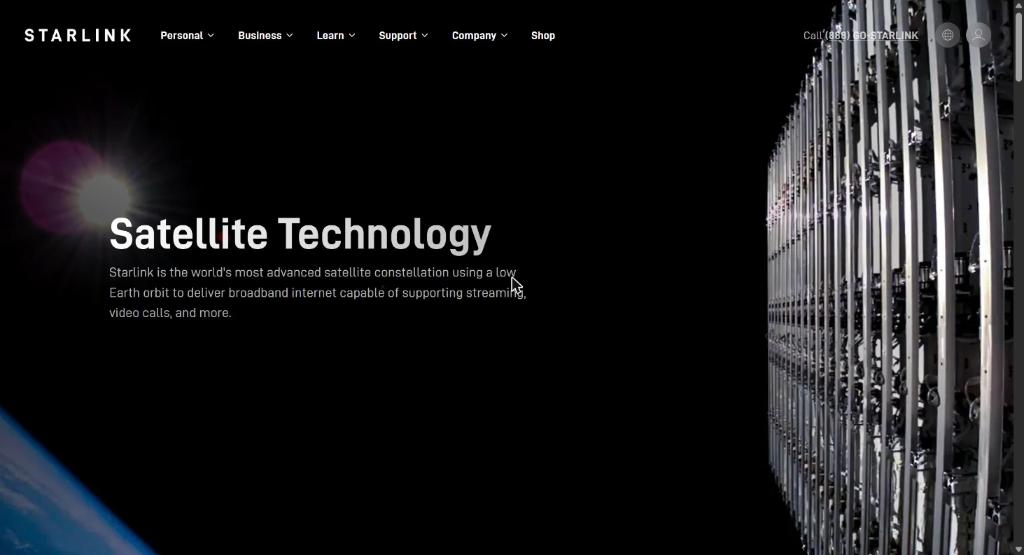 STARLINK
Personal
Business
Learn
Support
Company
Shop
Call (888) GO-STARLINK
Satellite Technology
Starlink is the world's most advanced satellite constellation using a low
Earth orbit to deliver broadband internet capable of supporting streaming,
video calls, and more.